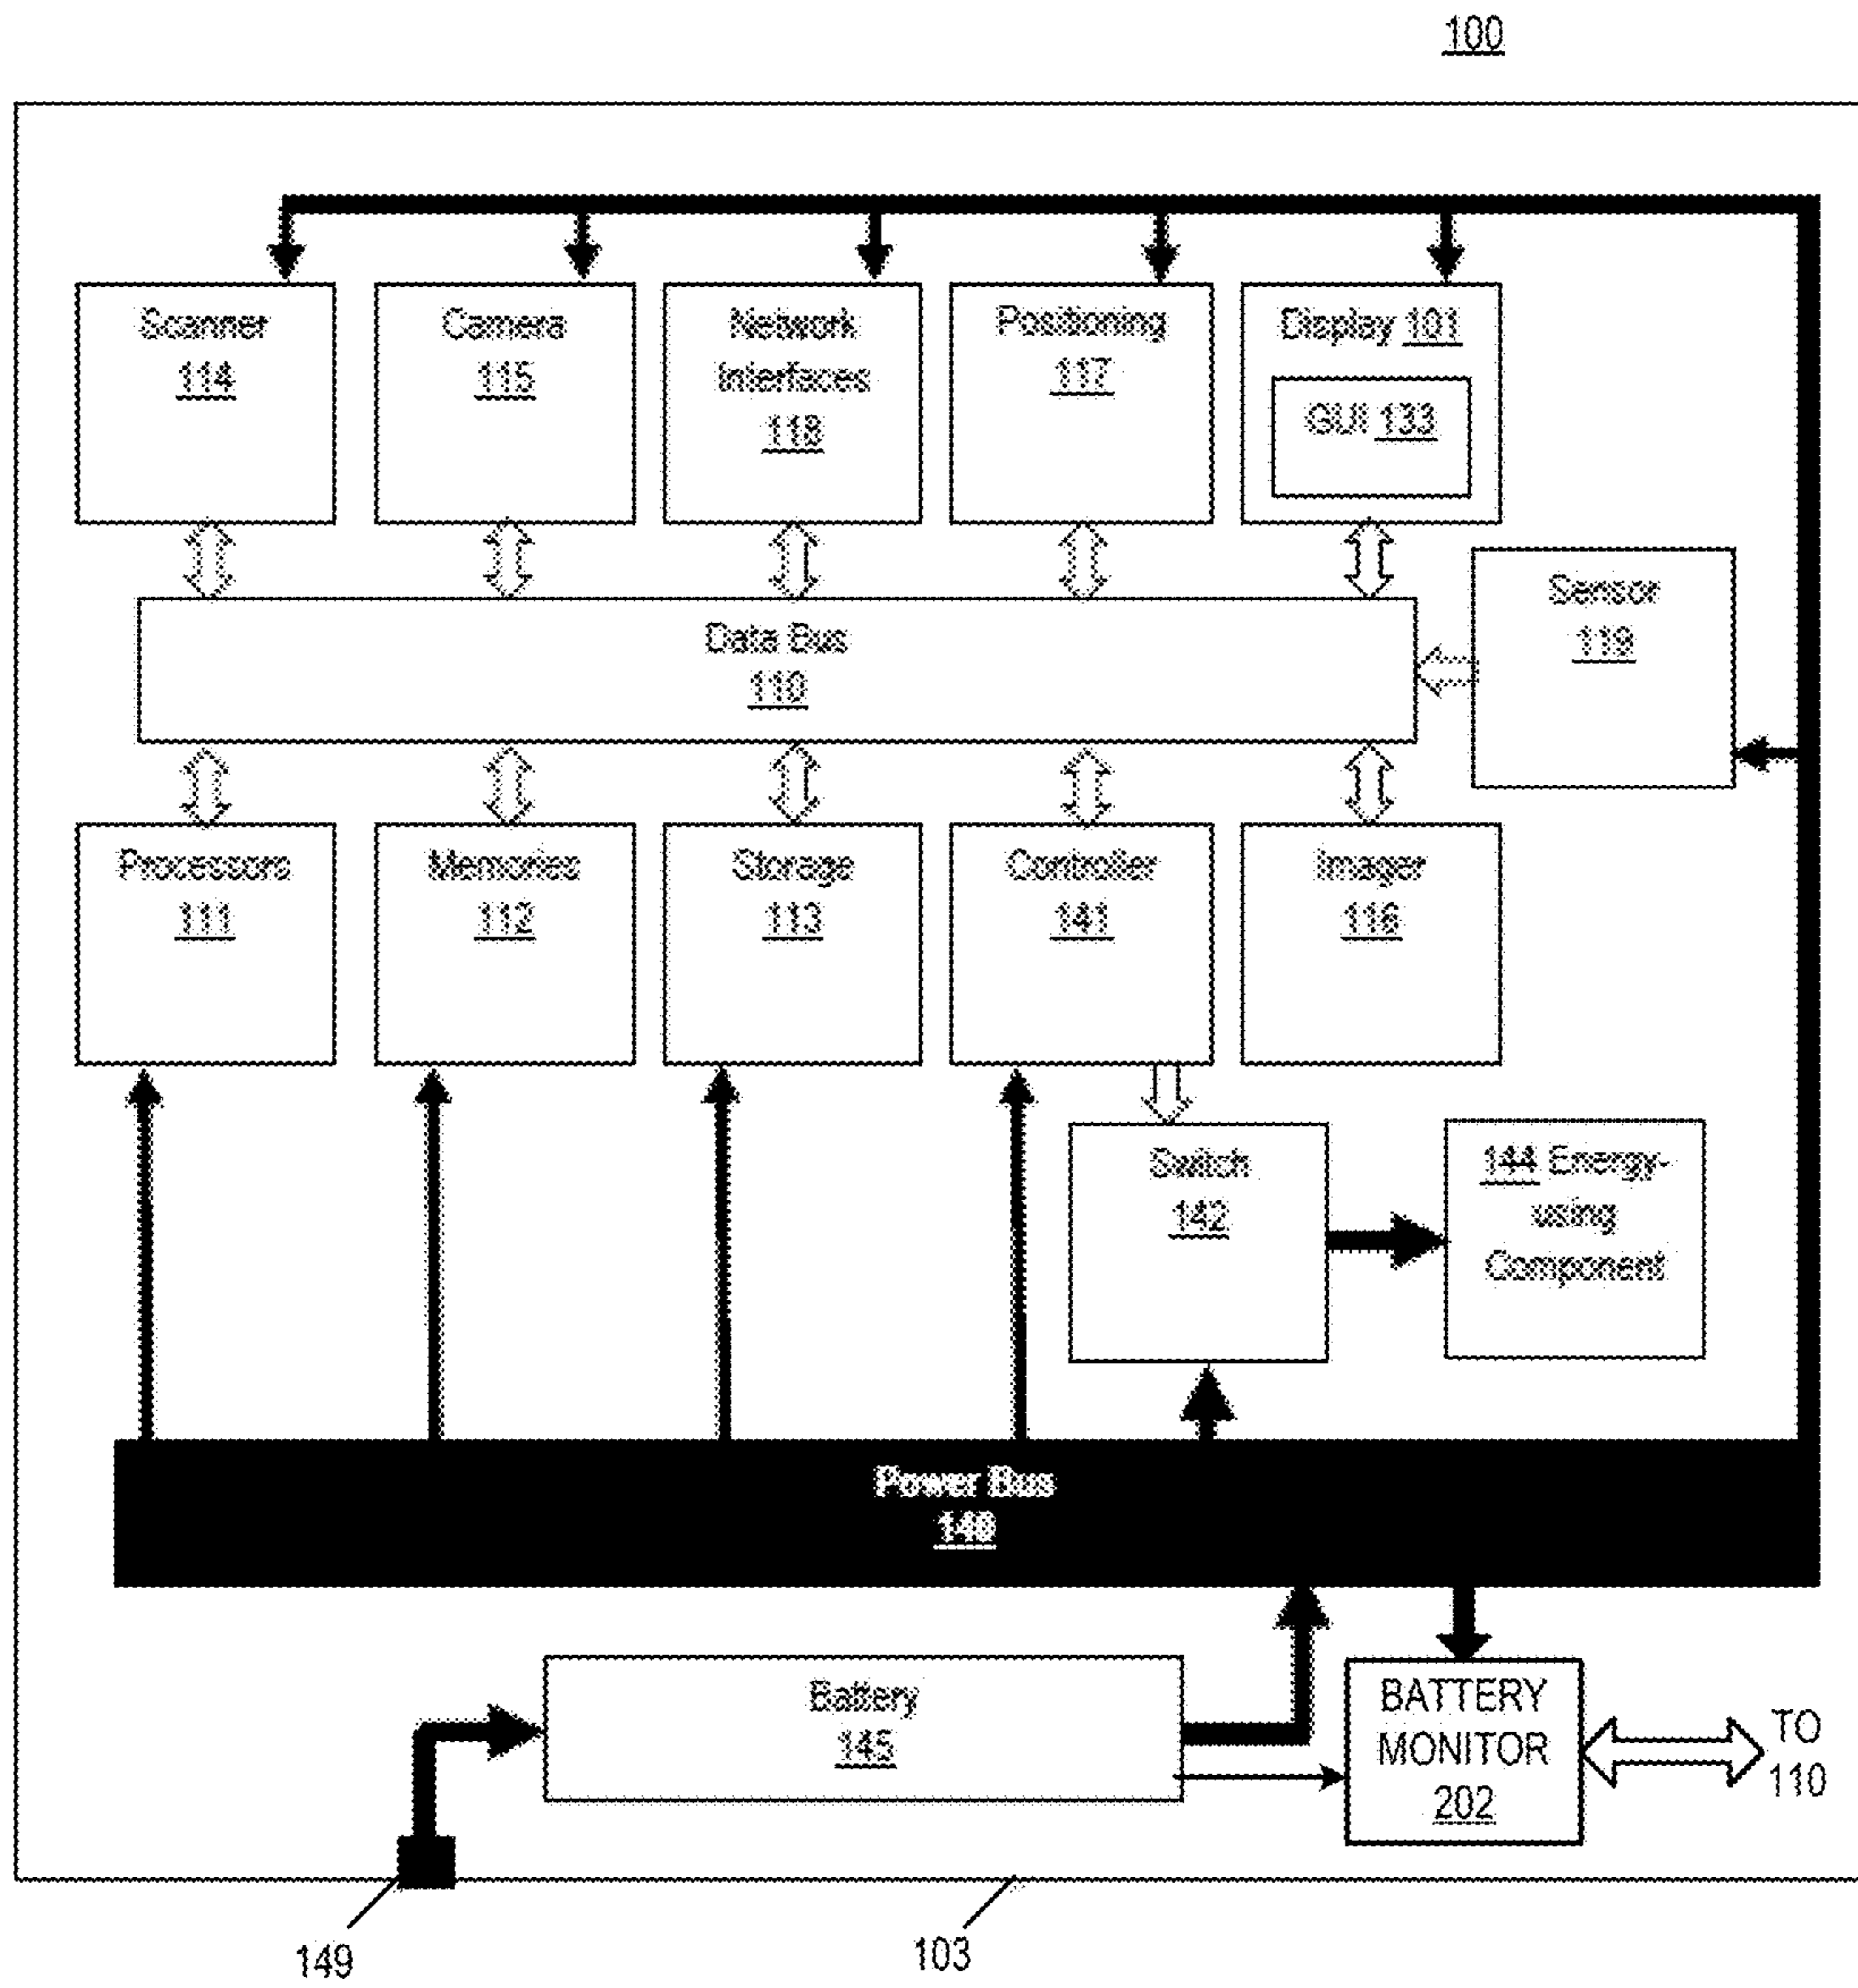 100
Scanner
114
Camera
115
Network
Interfaces
118
Positioning
117
Display 101
GUI 133
Sensor
119
Data Bus
110
Processors
111
Memories
112
Storage
113
Controller
141
Imager
116
Switch
142
144 Energy-
using
Component
Power Bus
140
Battery
145
BATTERY
MONITOR
202
TO
110
149
103